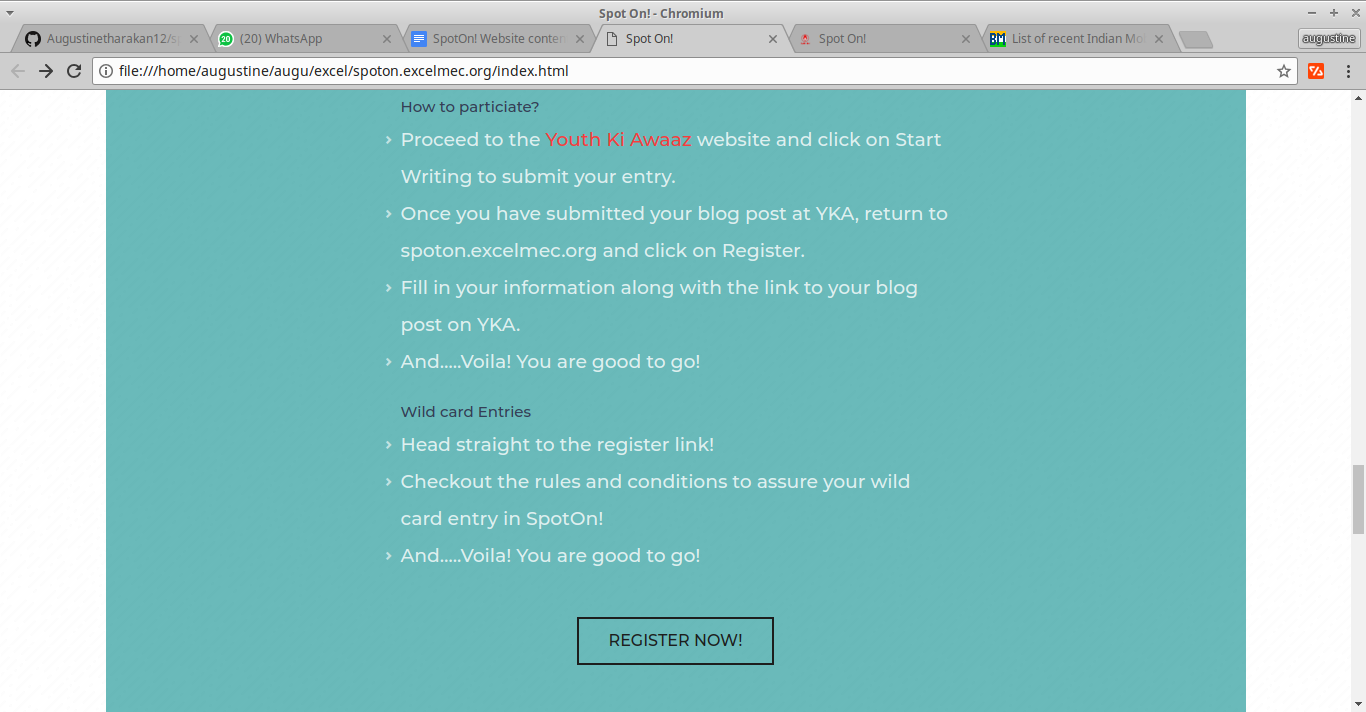 Spot On! - Chromium
Augustinetharakan12/s
(20) WhatsApp
SpotOn! Website conten
Spot On!
Spot On!
List of recent Indian Mo
augustine
file:///home/augustine/augu/excel/spoton.excelmec.org/index.html
How to particiate?
Proceed to the Youth Ki Awaaz website and click on Start
Writing to submit your entry.
Once you have submitted your blog post at YKA, return to
spoton.excelmec.org and click on Register.
Fill in your information along with the link to your blog
post on YKA.
And.....Voila! You are good to go!
Wild card Entries
Head straight to the register link!
Checkout the rules and conditions to assure your wild
card entry in SpotOn!
And.....Voila! You are good to go!
REGISTER NOW!